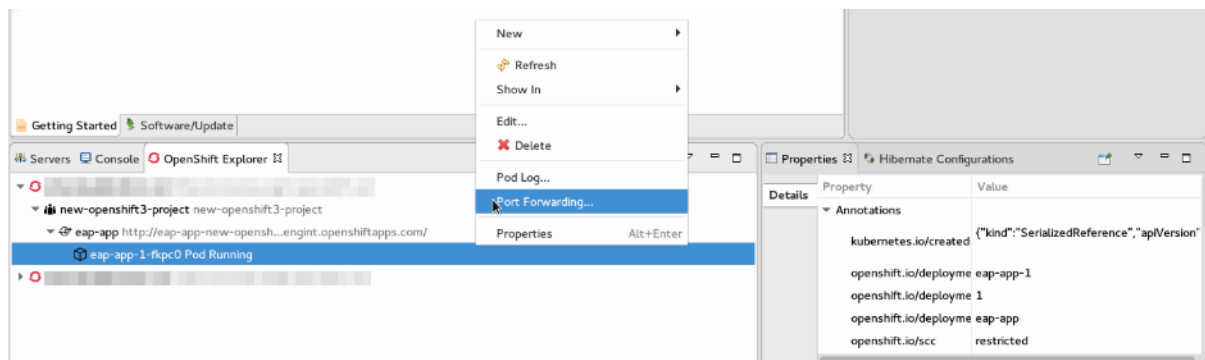 New
Refresh
Show In
Edit...
Delete
Pod Log...
Port Forwarding...
Properties Alt+Enter
Getting Started Software/Update
Servers Console OpenShift Explorer
new-openshift3-project new-openshift3-project
eap-app http://eap-app-new-opensh...engint.openshiftapps.com/
eap-app-1-fkpc0 Pod Running
Properties Hibernate Configurations
Details
Property Value
Annotations
kubernetes.io/created {"kind":"SerializedReference","apiVersion"
openshift.io/deployme eap-app-1
openshift.io/deployme 1
openshift.io/deployme eap-app
openshift.io/scc restricted